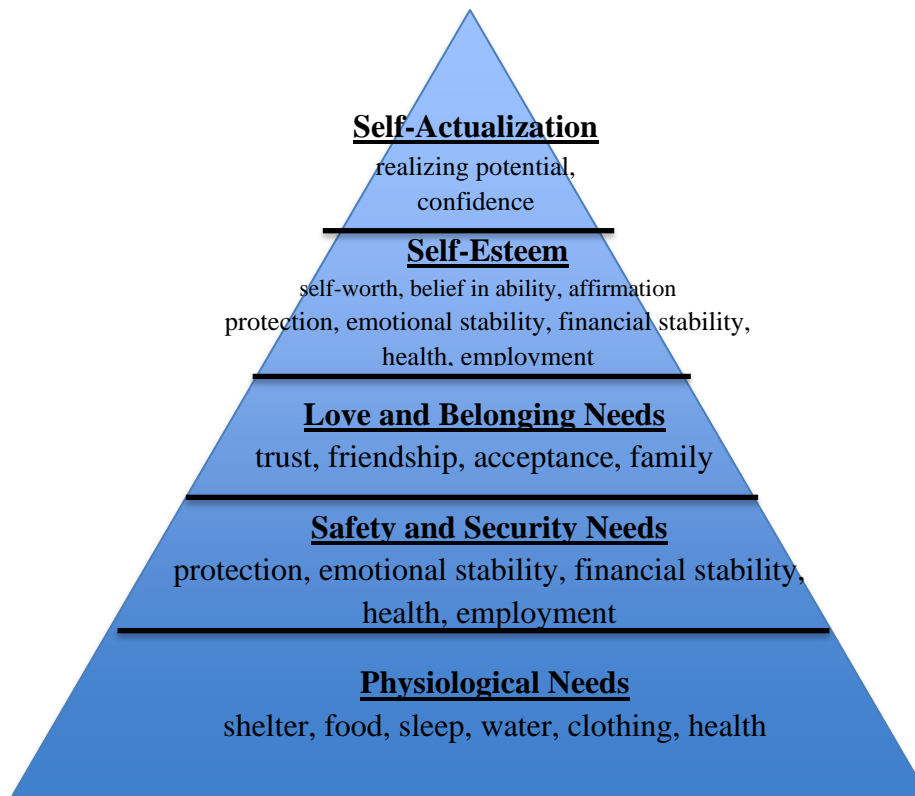 Self-Actualization
realizing potential,
confidence
Self-Esteem
self-worth, belief in ability, affirmation
protection, emotional stability, financial stability,
health, employment
Love and Belonging Needs
trust, friendship, acceptance, family
Safety and Security Needs
protection, emotional stability, financial stability,
health, employment
Physiological Needs
shelter, food, sleep, water, clothing, health